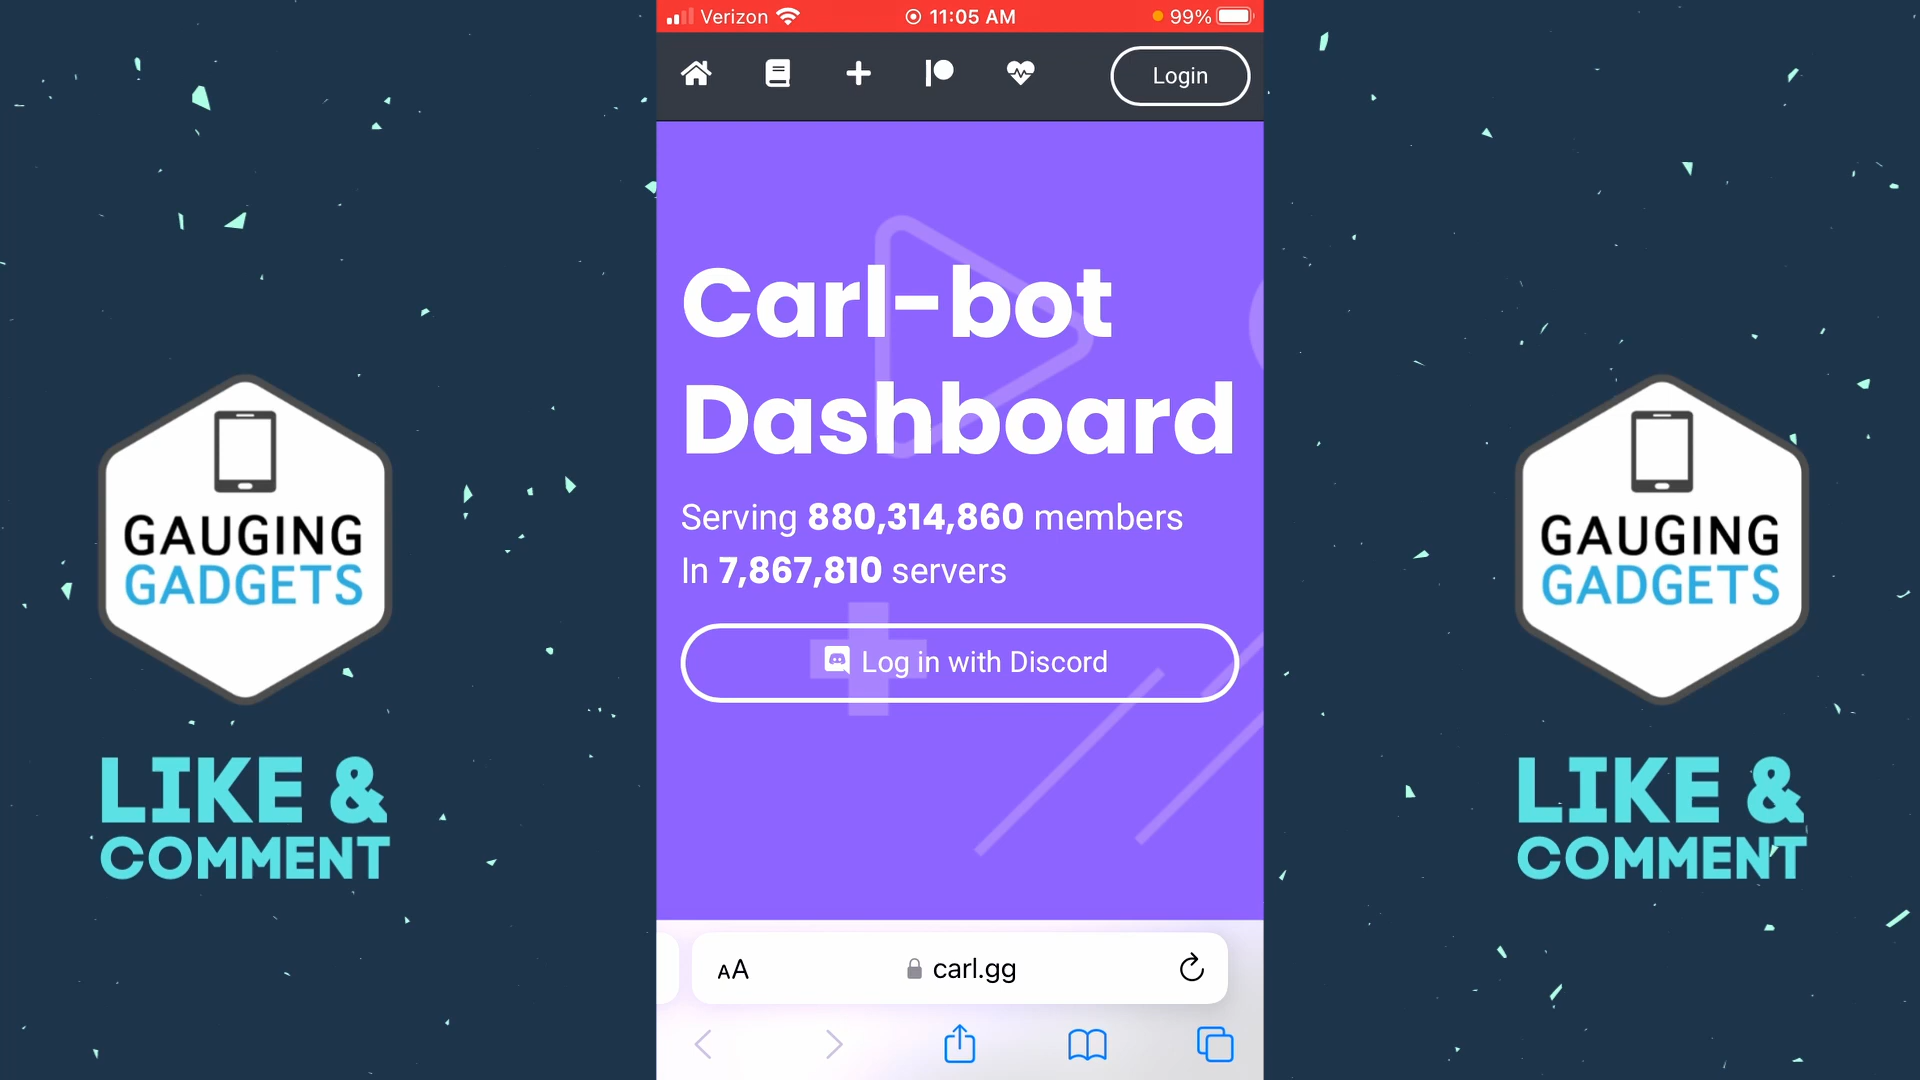 Verizon 11:05 AM 99%
Login
Carl-bot
Dashboard
Serving 880,314,860 members
In 7,867,810 servers
Log in with Discord
AA carl.gg
GAUGING
GADGETS
LIKE &
COMMENT
GAUGING
GADGETS
LIKE &
COMMENT